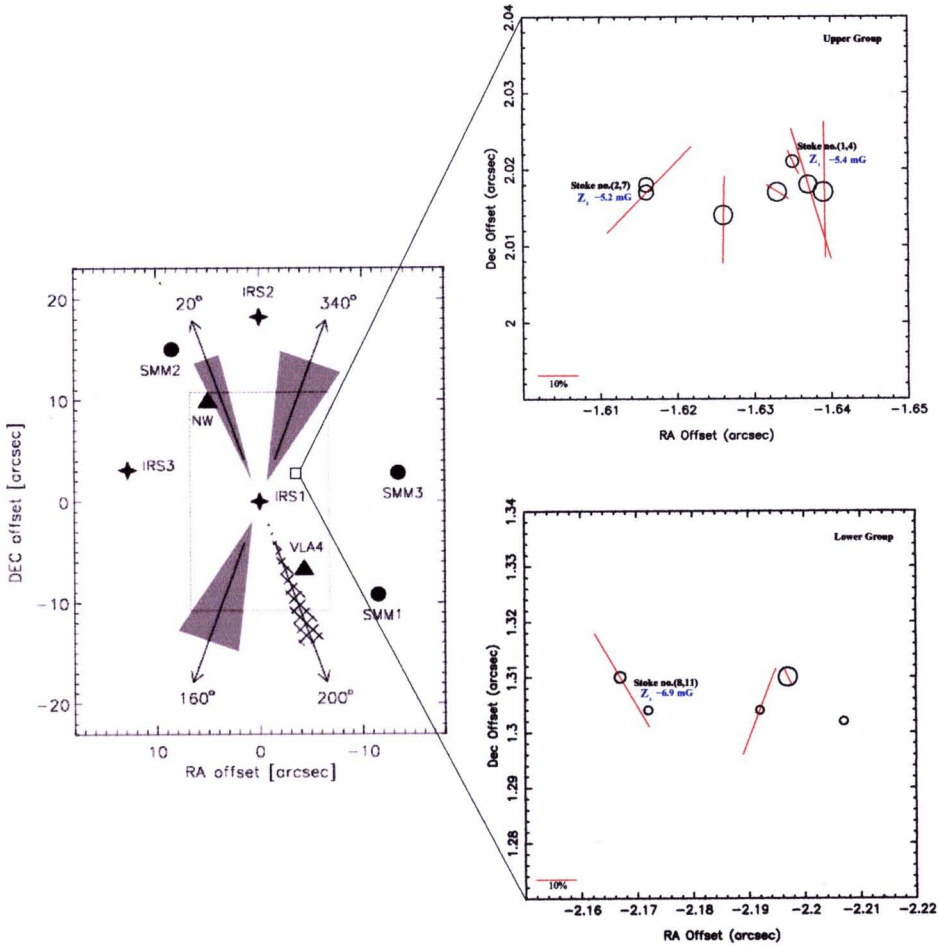 20
10
0
-10
-20
DEC offset [arcsec]
10
0
-10
RA offset [arcsec]
IRS2
20°
340°
SMM2
NW
IRS3
IRS1
SMM3
VLA4
SMM1
160°
200°
2.04
2.03
2.02
2.01
2
Dec Offset (arcsec)
Upper Group
Stoke no.(1,4)
Z, -5.4 mG
Stoke no.(2,7)
Z, -5.2 mG
10%
-1.61
-1.62
-1.63
-1.64
-1.65
RA Offset (arcsec)
1.34
1.33
1.32
1.31
1.3
1.29
1.28
Dec Offset (arcsec)
Lower Group
Stoke no.(8,11)
Z, -6.9 mG
10%
-2.16
-2.17
-2.18
-2.19
-2.2
-2.21
-2.22
RA Offset (arcsec)